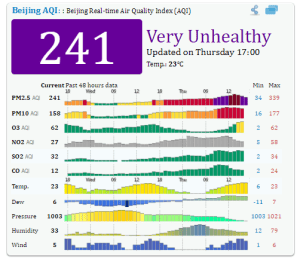 Beijing AQI: : Beijing Real-time Air Quality Index (AQI)
241
Very Unhealthy
Updated on Thursday 17:00
Temp: 23°C
Current Past 48 hours data Min Max
18 Wed 06 12 18 Thu 06 12
PM2.5 AQI 241 34 339
PM10 AQI 158 16 177
O3 AQI 62 2 62
NO2 AQI 27 5 58
SO2 AQI 32 2 34
CO AQI 12 2 24
Temp. 23 6 23
Dew 6 -11 7
Pressure 1003 1003 1021
Humidity 33 12 79
Wind 5 1 6